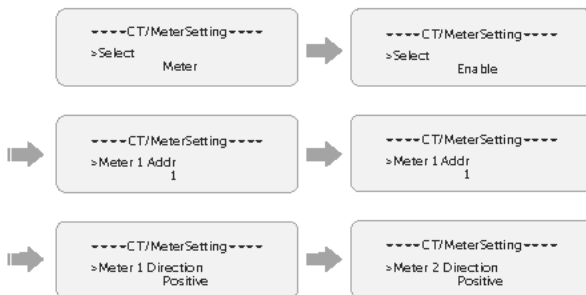 ----CT/MeterSetting----
>Select
Meter
----CT/MeterSetting----
>Select
Enable
----CT/MeterSetting----
>Meter 1 Addr
1
----CT/MeterSetting----
>Meter 1 Addr
1
----CT/MeterSetting----
>Meter 1 Direction
Positive
----CT/MeterSetting----
>Meter 2 Direction
Positive